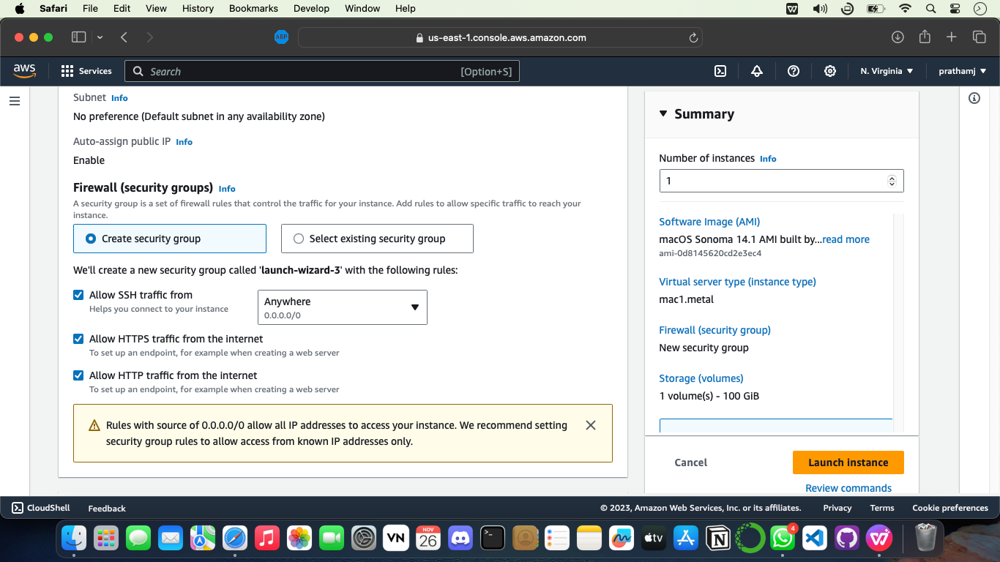 Safari File Edit View History Bookmarks Develop Window Help
ABP
us-east-1.console.aws.amazon.com
aws
Services
Search
[Option+S]
N. Virginia
prathamj
Subnet Info
No preference (Default subnet in any availability zone)
Auto-assign public IP Info
Enable
Firewall (security groups) Info
A security group is a set of firewall rules that control the traffic for your instance. Add rules to allow specific traffic to reach your
instance.
Create security group
Select existing security group
We'll create a new security group called 'launch-wizard-3' with the following rules:
Allow SSH traffic from
Helps you connect to your instance
Anywhere
0.0.0.0/0
Allow HTTPS traffic from the internet
To set up an endpoint, for example when creating a web server
Allow HTTP traffic from the internet
To set up an endpoint, for example when creating a web server
Rules with source of 0.0.0.0/0 allow all IP addresses to access your instance. We recommend setting
security group rules to allow access from known IP addresses only.
Summary
Number of instances Info
1
Software Image (AMI)
macOS Sonoma 14.1 AMI built by...read more
ami-0d8145620cd2e3ec4
Virtual server type (instance type)
mac1.metal
Firewall (security group)
New security group
Storage (volumes)
1 volume(s) - 100 GiB
Cancel
Launch instance
Review commands
CloudShell
Feedback
© 2023, Amazon Web Services, Inc. or its affiliates.
Privacy
Terms
Cookie preferences
VN
NOV
26
tv
4